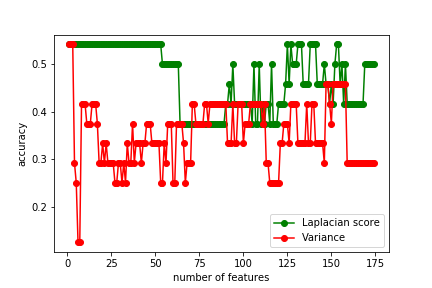 0.5
0.4
0.3
0.2
accuracy
0 25 50 75 100 125 150 175
number of features
Laplacian score
Variance